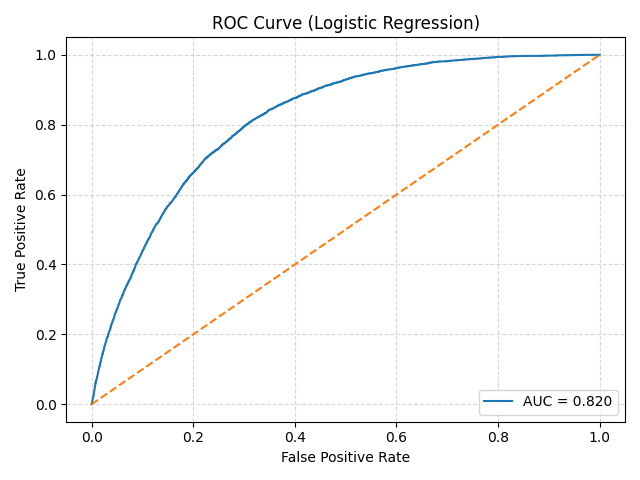 ROC Curve (Logistic Regression)
True Positive Rate
1.0
0.8
0.6
0.4
0.2
0.0
AUC = 0.820
0.0 0.2 0.4 0.6 0.8 1.0
False Positive Rate